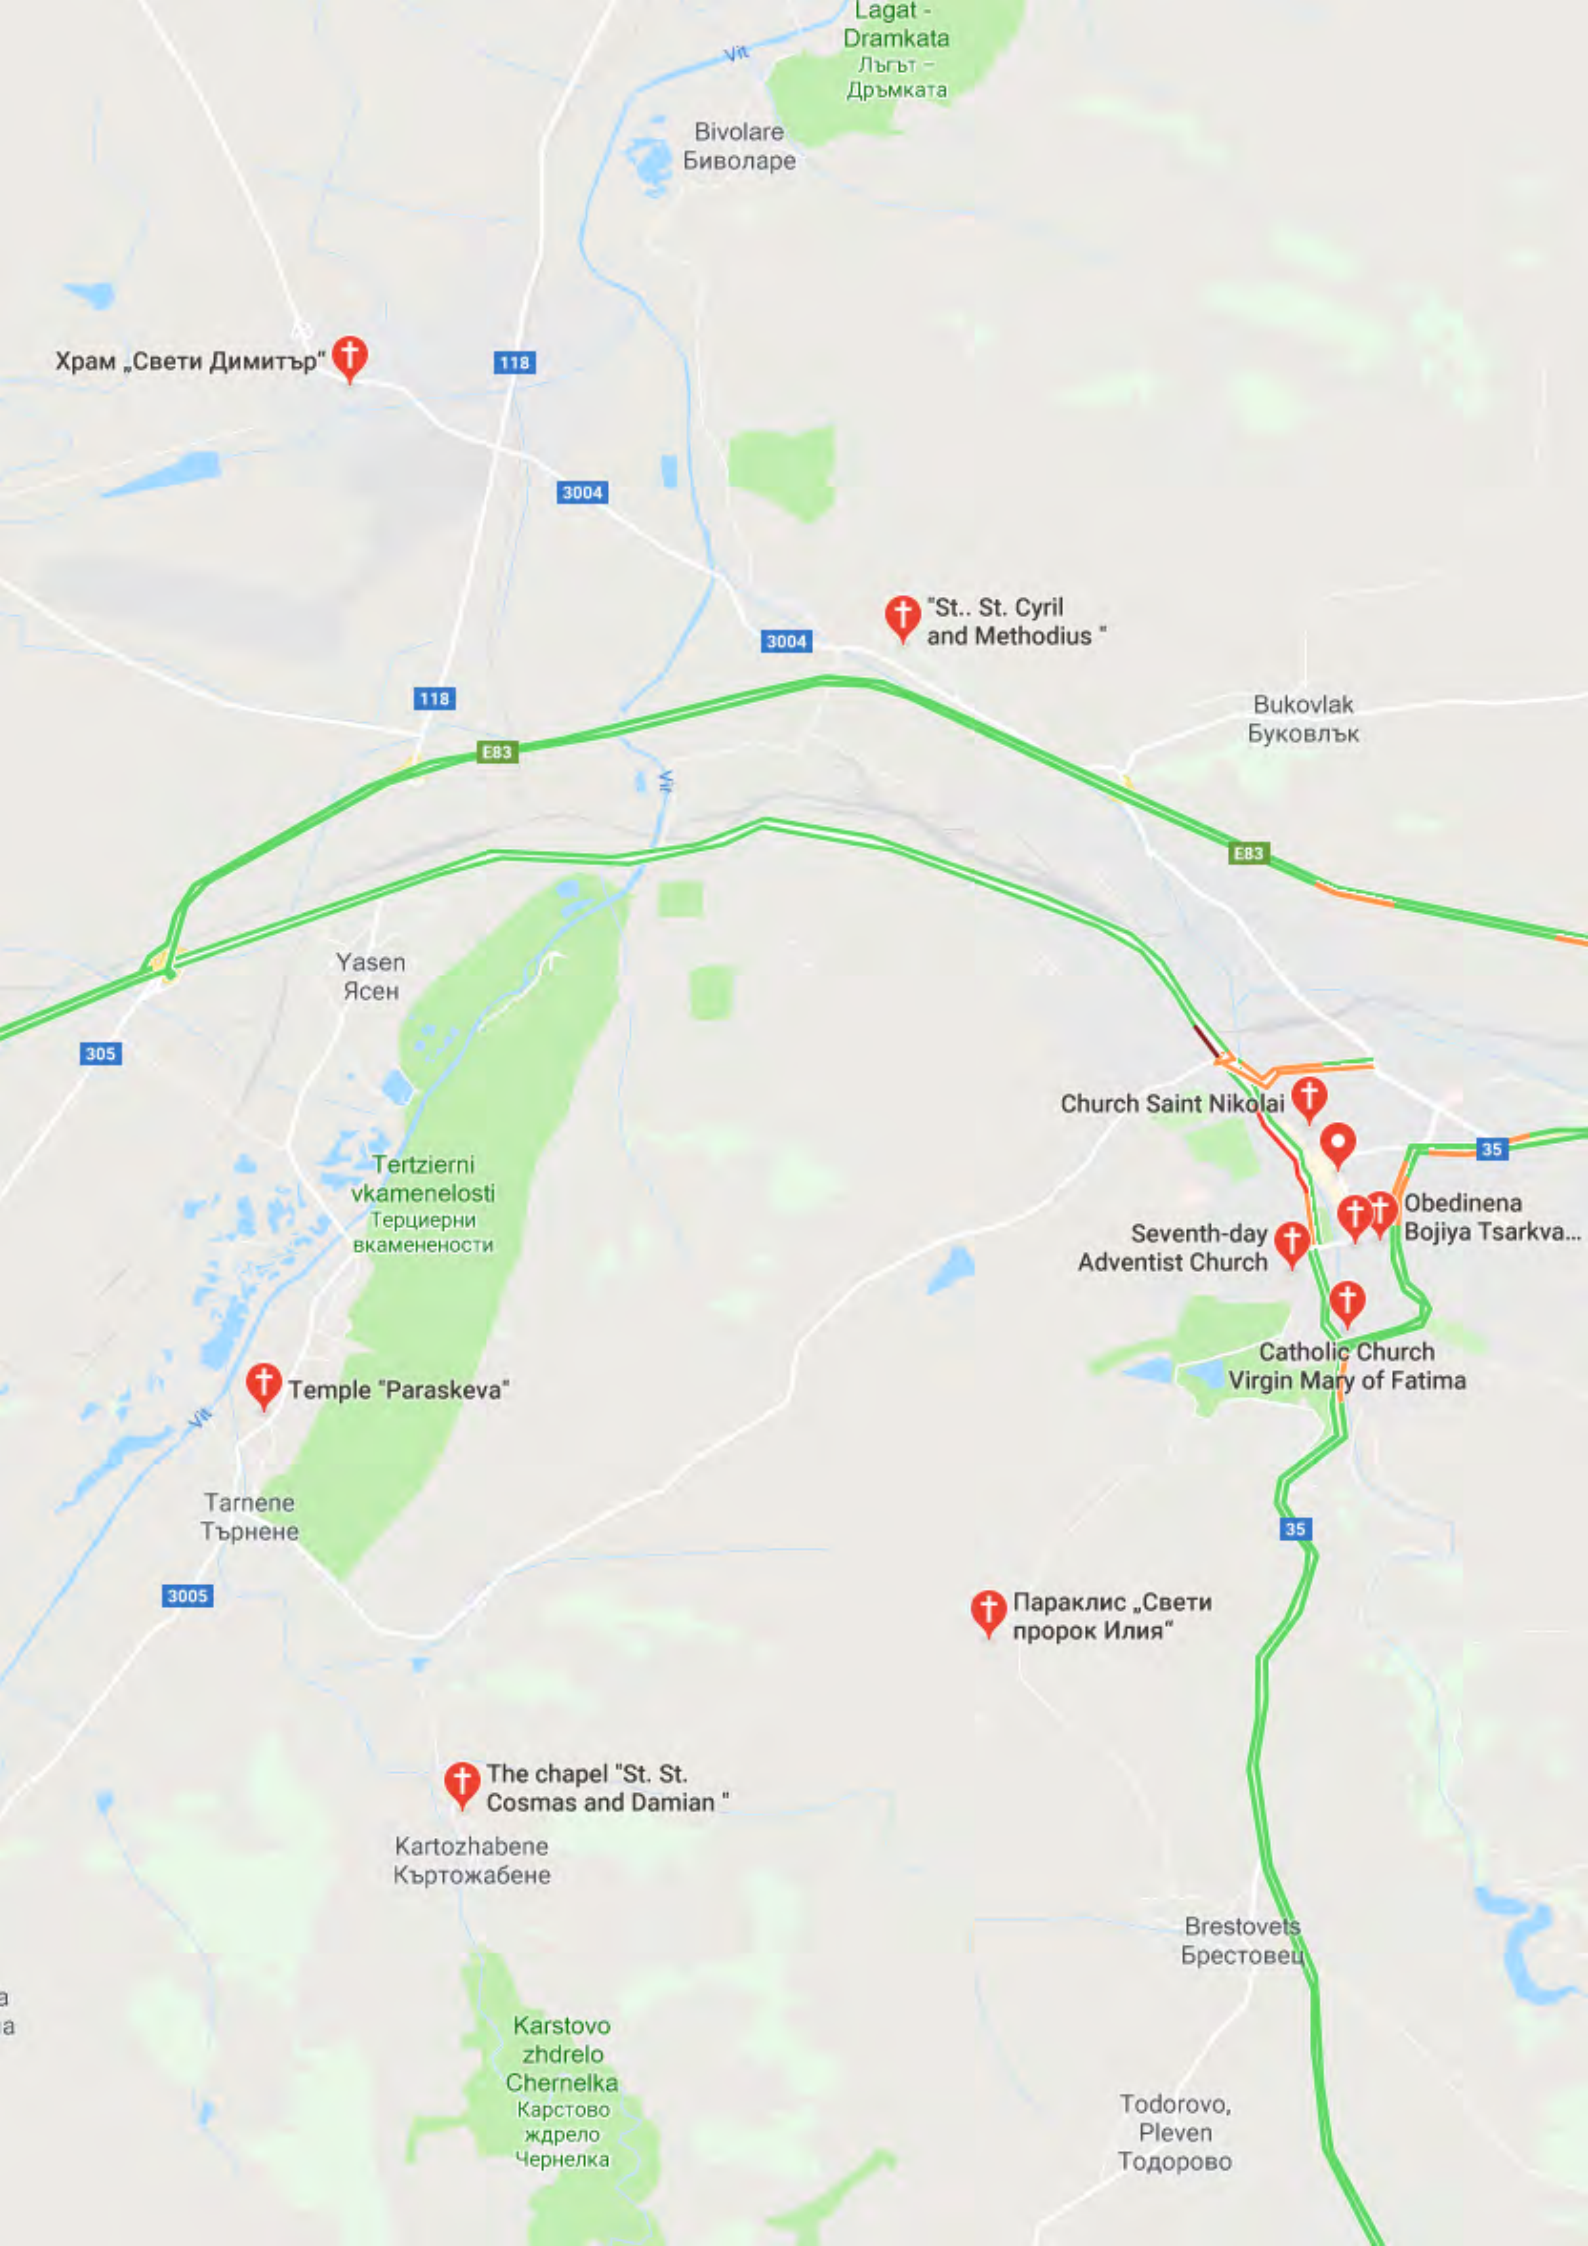 Lagat -
Dramkata
Лъгът –
Дръмката
Vit
Bivolare
Биволаре
Храм „Свети Димитър“
118
3004
"St.. St. Cyril
and Methodius "
3004
118
Bukovlak
Буковлък
E83
Vit
E83
Yasen
Ясен
305
Church Saint Nikolai
35
Tertzierni
vkamenelosti
Терциерни
вкаменености
Obedinena
Bojiya Tsarkva...
Seventh-day
Adventist Church
Catholic Church
Virgin Mary of Fatima
Temple "Paraskeva"
Vit
Tarnene
Търнене
35
3005
Параклис „Свети
пророк Илия“
The chapel "St. St.
Cosmas and Damian "
Kartozhabene
Къртожабене
Brestovets
Брестовец
a
на
Karstovo
zhdrelo
Chernelka
Карстово
ждрело
Чернелка
Todorovo,
Pleven
Тодорово